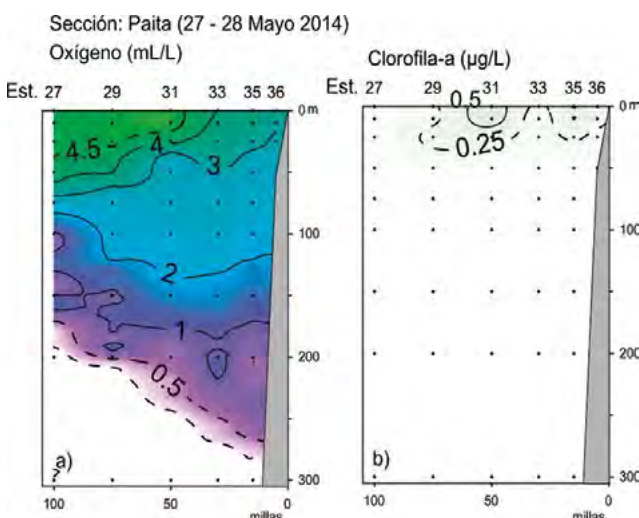 Sección: Paita (27 - 28 Mayo 2014)
Oxígeno (mL/L)
Est. 27 29 31 33 35 36
0 m
4.5 4 3
100
2
1
200
0.5
a)
300
100 50 0
millas
Clorofila-a (µg/L)
Est. 27 29 31 33 35 36
0.5
0 m
0.25
100
200
b)
300
100 50 0
millas